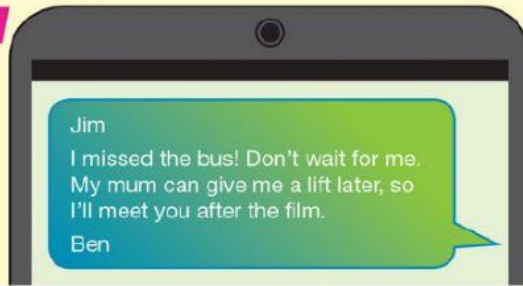 Jim
I missed the bus! Don't wait for me.
My mum can give me a lift later, so
I'll meet you after the film.
Ben